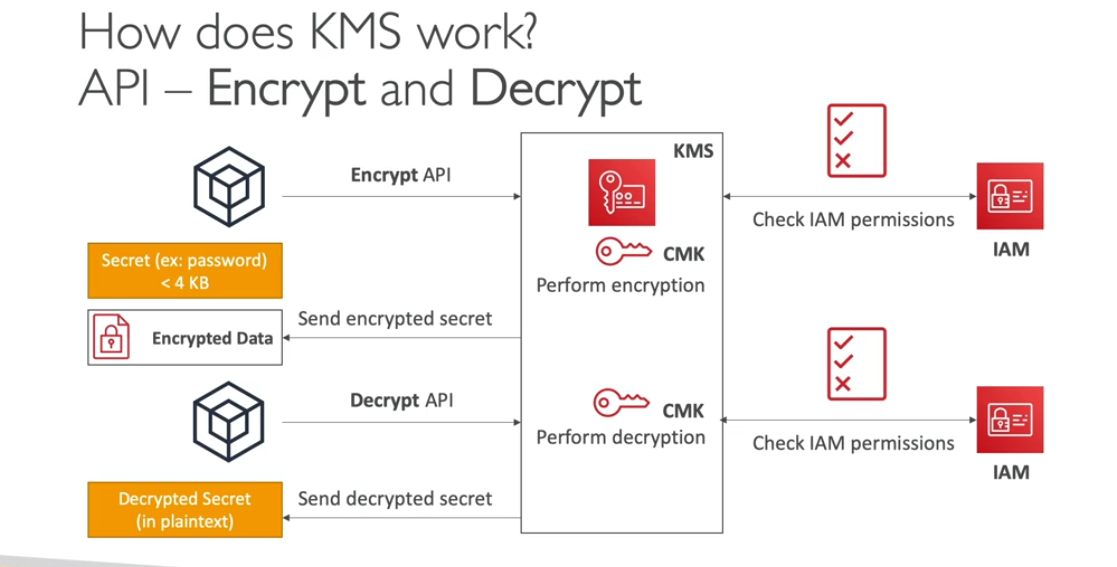 How does KMS work?
API – Encrypt and Decrypt
Encrypt API
Secret (ex: password)
< 4 KB
KMS
CMK
Perform encryption
Check IAM permissions
IAM
Send encrypted secret
Encrypted Data
Decrypt API
CMK
Perform decryption
Check IAM permissions
IAM
Send decrypted secret
Decrypted Secret
(in plaintext)